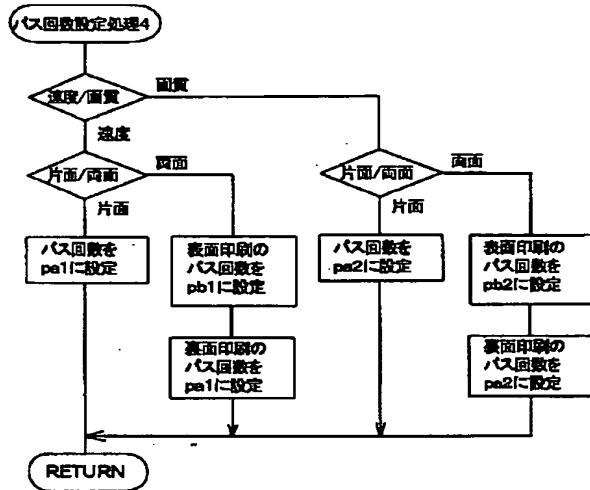 パス回数設定処理4
速度/画質
画質
速度
片面/両面
両面
片面
片面/両面
両面
片面
パス回数を
pa1に設定
表面印刷の
パス回数を
pb1に設定
パス回数を
pa2に設定
表面印刷の
パス回数を
pb2に設定
裏面印刷の
パス回数を
pa1に設定
裏面印刷の
パス回数を
pa2に設定
RETURN